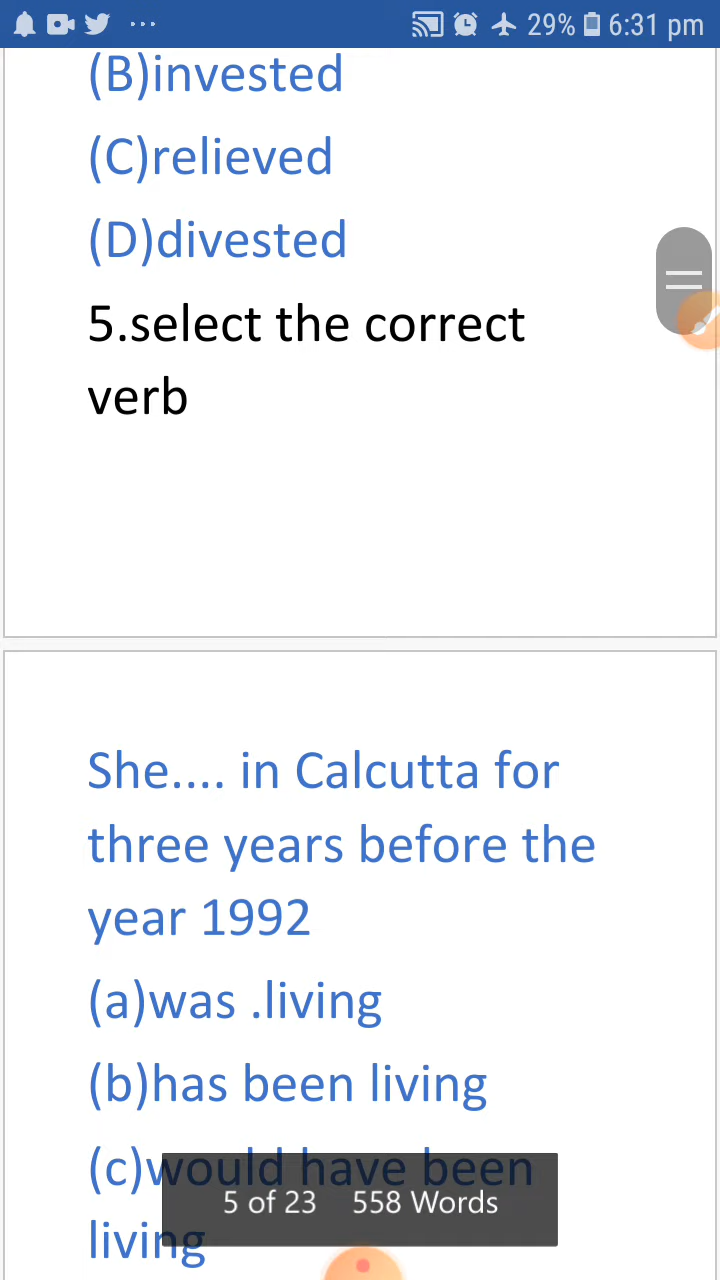 29% 6:31 pm
(B)invested
(C)relieved
(D)divested
5.select the correct
verb
She.... in Calcutta for
three years before the
year 1992
(a)was .living
(b)has been living
(c)would have been
living
5 of 23 558 Words